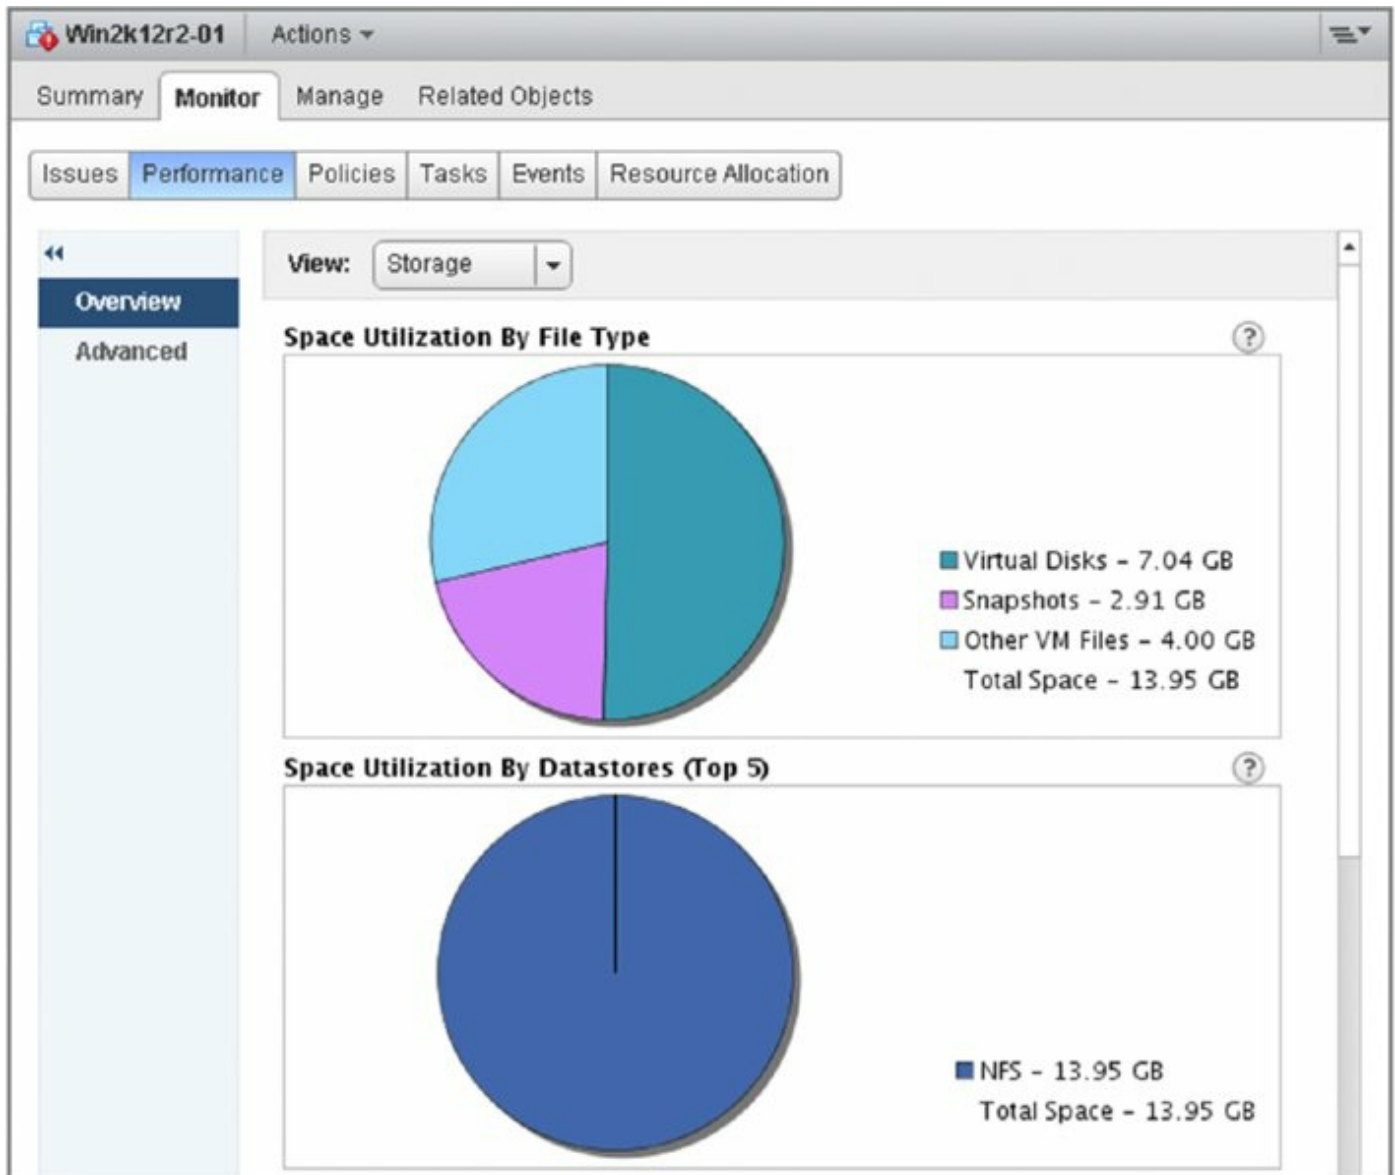 Win2k12r2-01 Actions
Summary Monitor Manage Related Objects
Issues Performance Policies Tasks Events Resource Allocation
Overview
Advanced
View: Storage
Space Utilization By File Type ?
Virtual Disks – 7.04 GB
Snapshots – 2.91 GB
Other VM Files – 4.00 GB
Total Space – 13.95 GB
Space Utilization By Datastores (Top 5) ?
NFS – 13.95 GB
Total Space – 13.95 GB